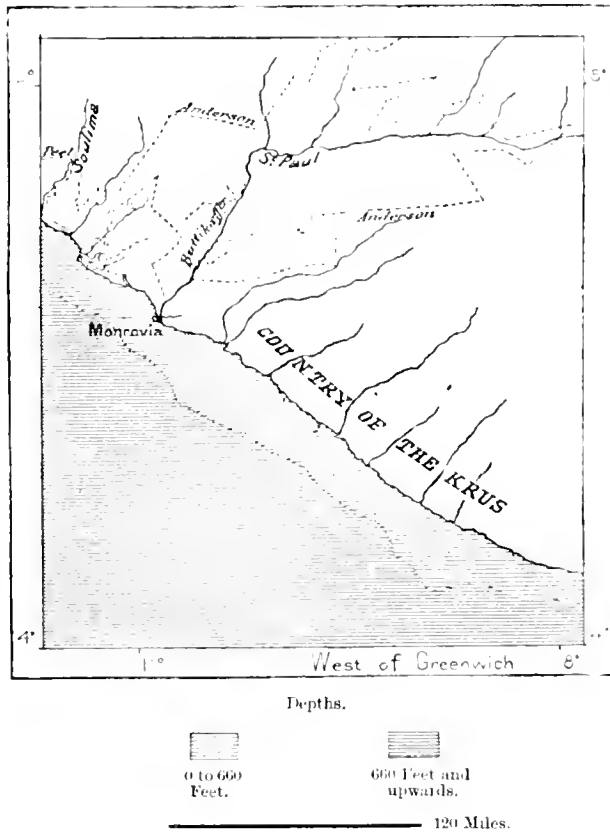 8°
Anderson
Soulima
St. Paul
Anderson
Monrovia
COUNTRY OF THE KRUS
4°
West of Greenwich 8°
Depths.
0 to 660
Feet.
660 Feet and
upwards.
120 Miles.